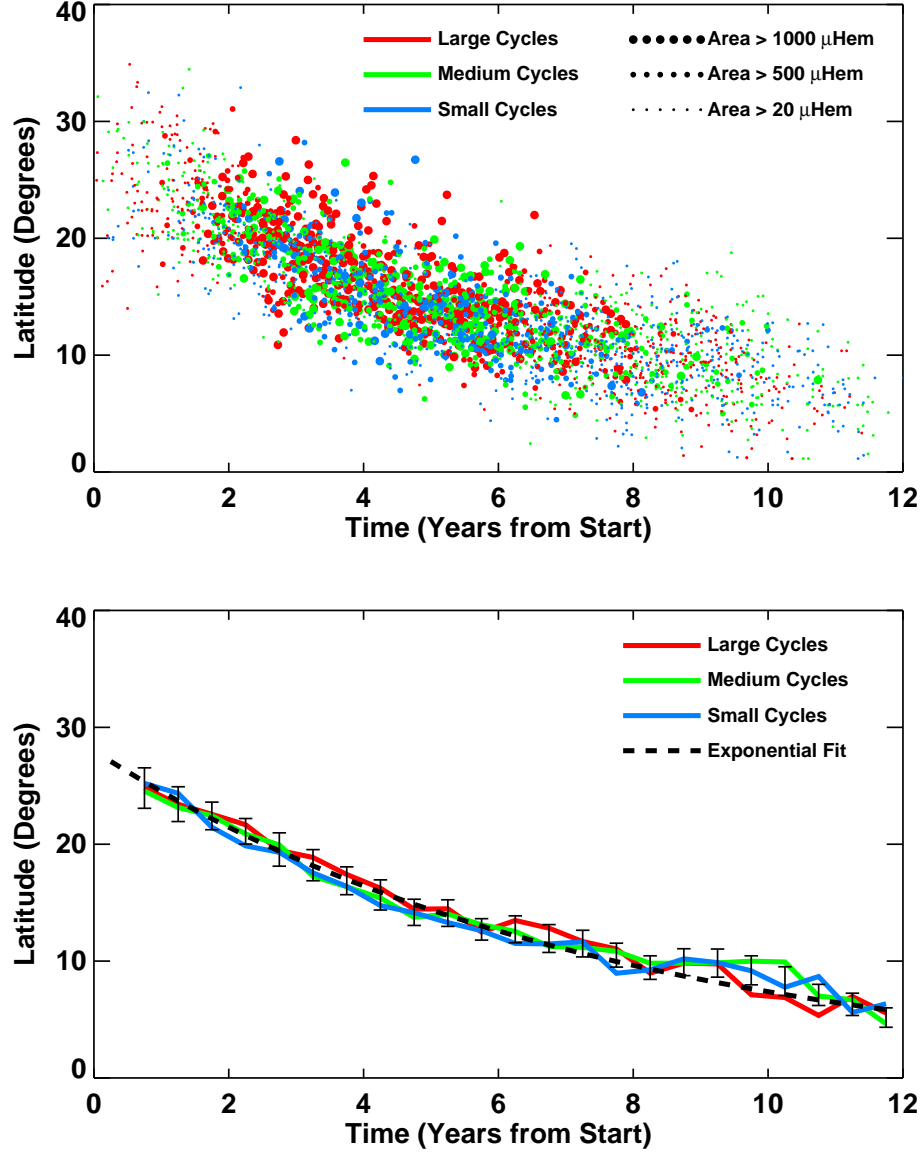 40
30
20
10
0
Latitude (Degrees)
Large Cycles
Medium Cycles
Small Cycles
Area > 1000 μHem
Area > 500 μHem
Area > 20 μHem
0 2 4 6 8 10 12
Time (Years from Start)
40
30
20
10
0
Latitude (Degrees)
Large Cycles
Medium Cycles
Small Cycles
Exponential Fit
0 2 4 6 8 10 12
Time (Years from Start)